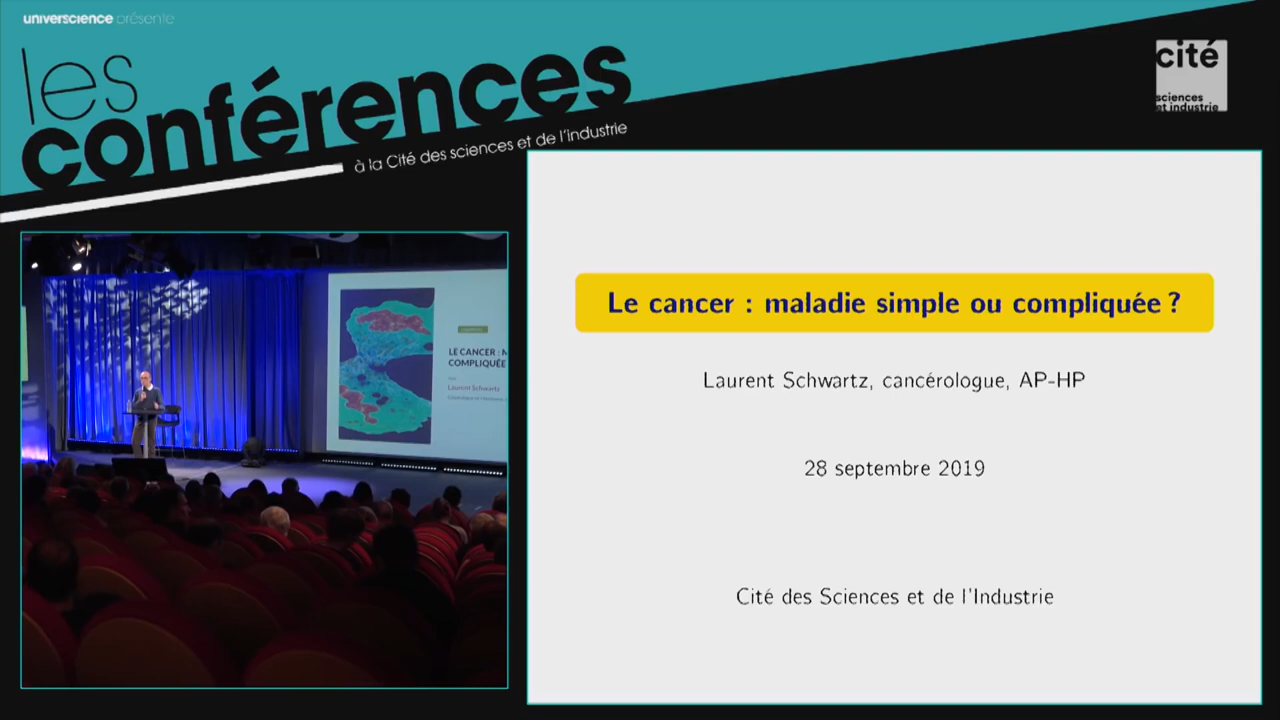 universcience présente
les
conférences
à la Cité des sciences et de l'industrie
cité
sciences
et industrie
LE CANCER : M
COMPLIQUÉE
Laurent Schwartz
Le cancer : maladie simple ou compliquée ?
Laurent Schwartz, cancérologue, AP-HP
28 septembre 2019
Cité des Sciences et de l'Industrie